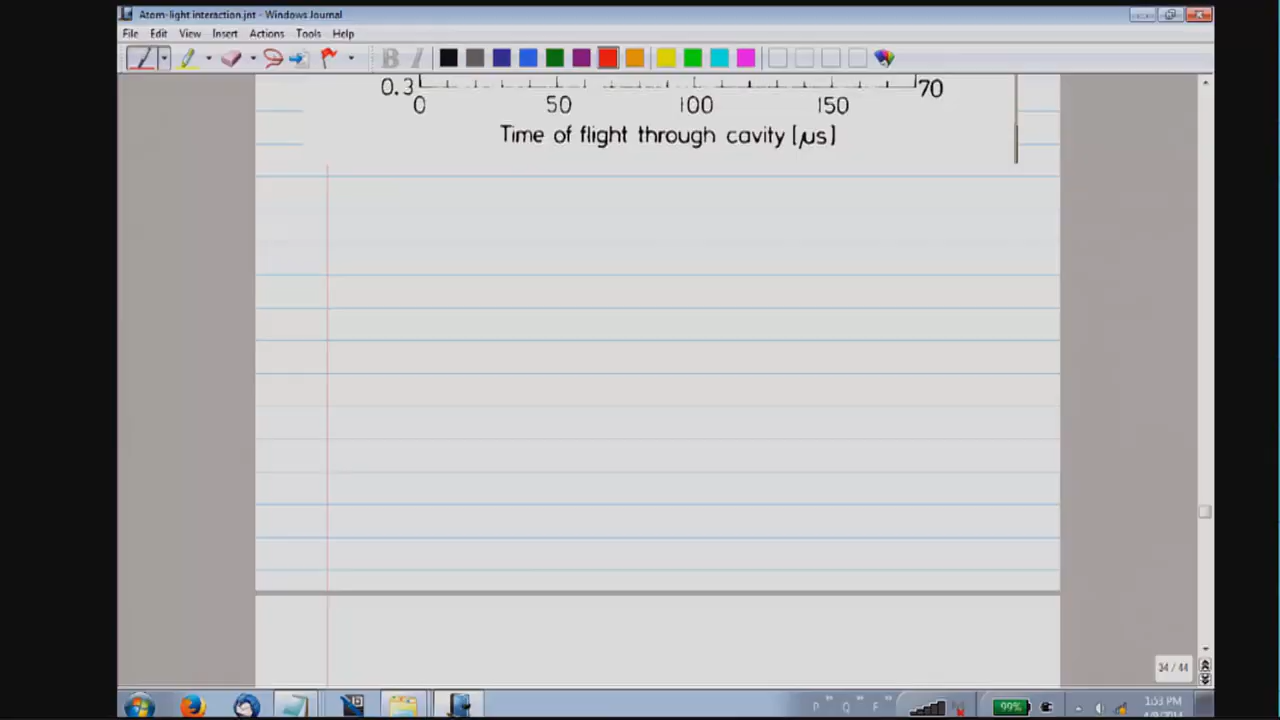 Atom-light interaction.jnt - Windows Journal
File Edit View Insert Actions Tools Help
B I
0.3 70
0 50 100 150
Time of flight through cavity [μs]
34 / 44
P Q F 99% 1:53 PM